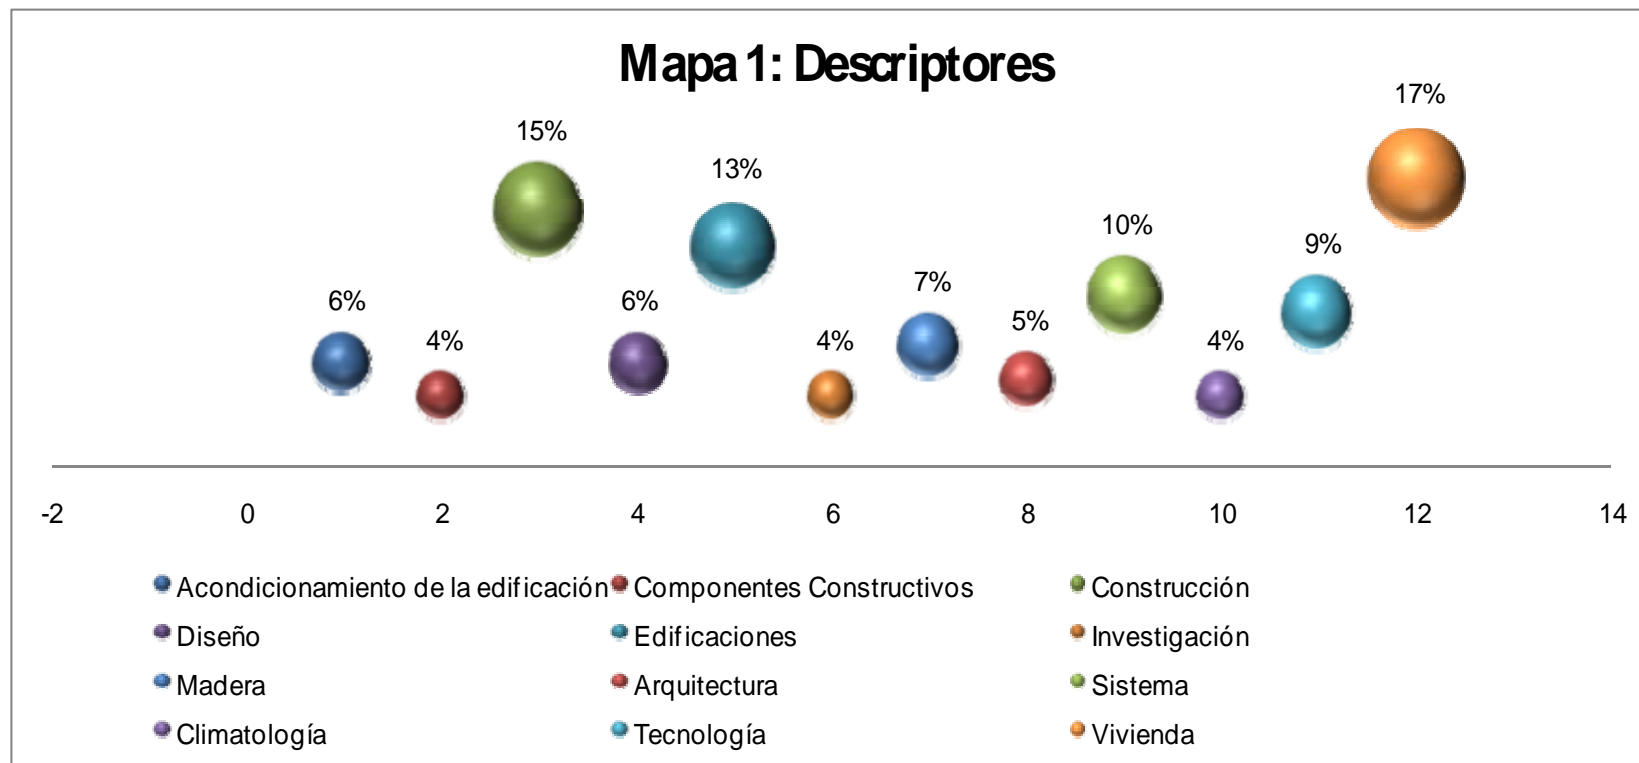 Mapa 1: Descriptores
17%
15%
13%
10%
9%
7%
6%
6%
5%
4%
4%
4%
-2 0 2 4 6 8 10 12 14
Acondicionamiento de la edificación Componentes Constructivos Construcción
Diseño Edificaciones Investigación
Madera Arquitectura Sistema
Climatología Tecnología Vivienda